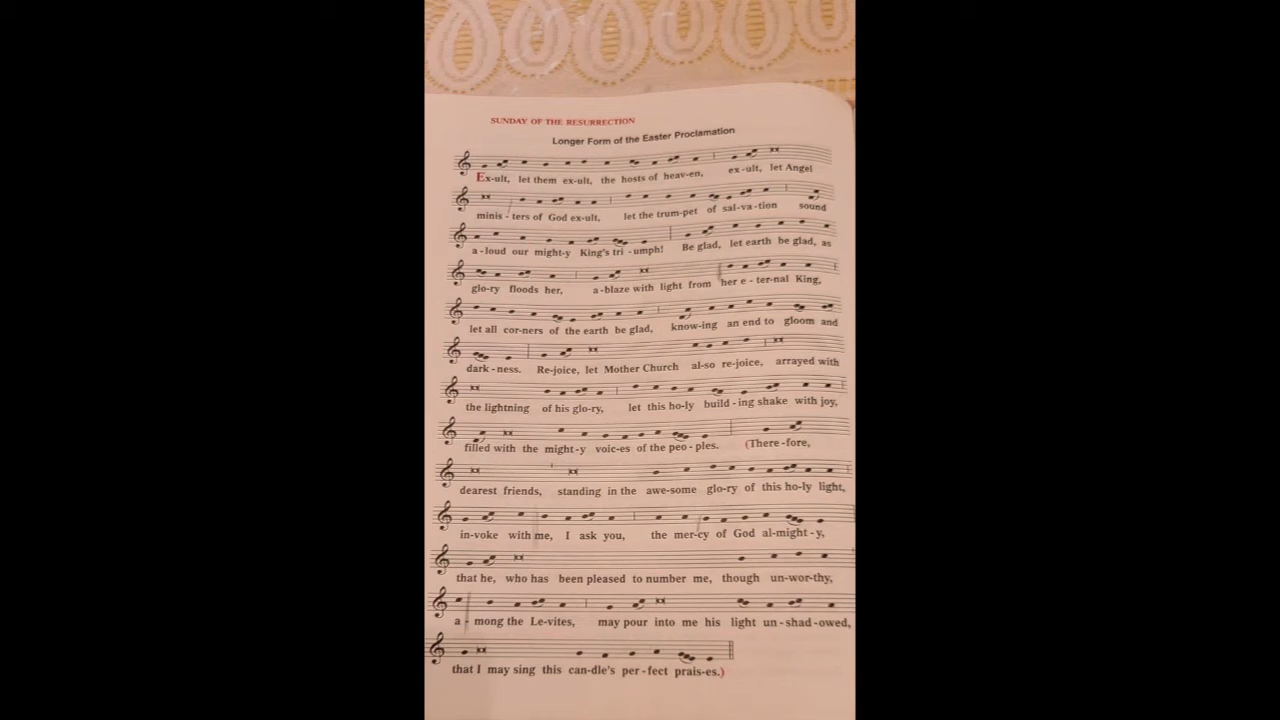 SUNDAY OF THE RESURRECTION
Longer Form of the Easter Proclamation
Ex-ult, let them ex-ult, the hosts of heav-en, ex-ult, let Angel
minis-ters of God ex-ult, let the trum-pet of sal-va-tion sound
a-loud our might-y King's tri-umph! Be glad, let earth be glad, as
glo-ry floods her, a-blaze with light from her e-ter-nal King,
let all cor-ners of the earth be glad, know-ing an end to gloom and
dark-ness. Re-joice, let Mother Church al-so re-joice, arrayed with
the lightning of his glo-ry, let this ho-ly build-ing shake with joy,
filled with the might-y voic-es of the peo-ples. (There-fore,
dearest friends, standing in the awe-some glo-ry of this ho-ly light,
in-voke with me, I ask you, the mer-cy of God al-might-y,
that he, who has been pleased to number me, though un-wor-thy,
a-mong the Le-vites, may pour into me his light un-shad-owed,
that I may sing this can-dle's per-fect prais-es.)